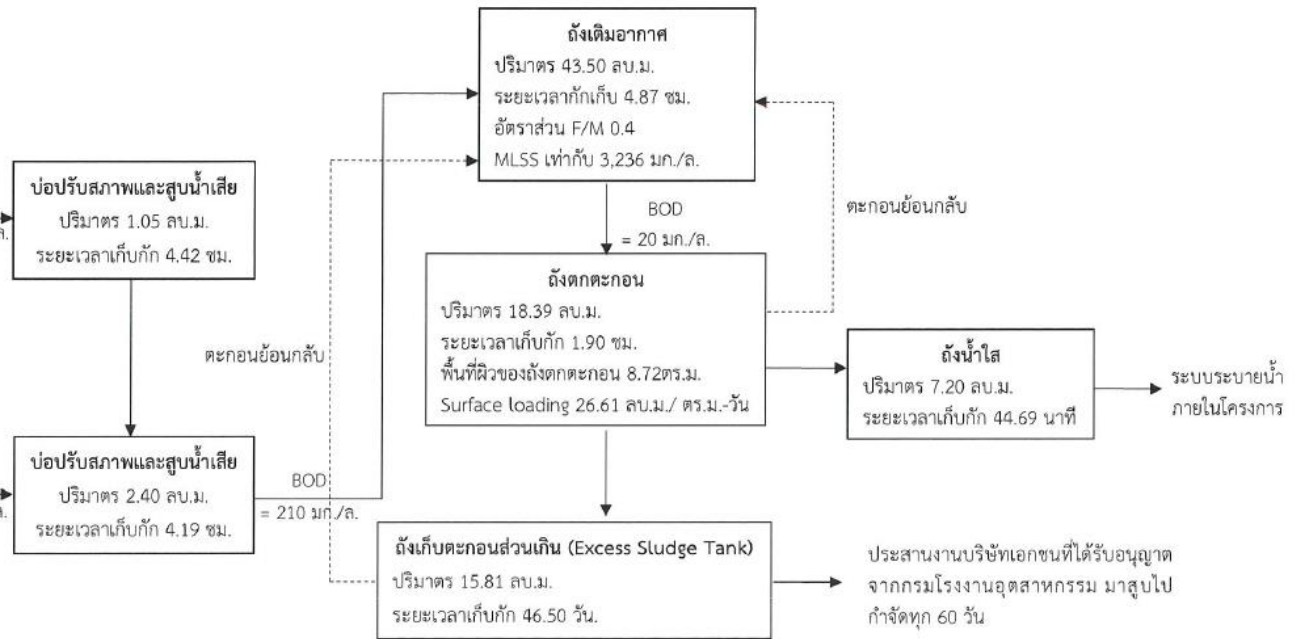 ถังเติมอากาศ
ปริมาตร 43.50 ลบ.ม.
ระยะเวลากักเก็บ 4.87 ชม.
อัตราส่วน F/M 0.4
MLSS เท่ากับ 3,236 มก./ล.
บ่อปรับสภาพและสูบน้ำเสีย
ปริมาตร 1.05 ลบ.ม.
ระยะเวลาเก็บกัก 4.42 ชม.
ล.
BOD
= 20 มก./ล.
ตะกอนย้อนกลับ
ถังตกตะกอน
ปริมาตร 18.39 ลบ.ม.
ระยะเวลาเก็บกัก 1.90 ชม.
พื้นที่ผิวของถังตกตะกอน 8.72ตร.ม.
Surface loading 26.61 ลบ.ม./ ตร.ม.-วัน
ตะกอนย้อนกลับ
ถังน้ำใส
ปริมาตร 7.20 ลบ.ม.
ระยะเวลาเก็บกัก 44.69 นาที
ระบบระบายน้ำ
ภายในโครงการ
บ่อปรับสภาพและสูบน้ำเสีย
ปริมาตร 2.40 ลบ.ม.
ระยะเวลาเก็บกัก 4.19 ชม.
ล.
BOD
= 210 มก./ล.
ถังเก็บตะกอนส่วนเกิน (Excess Sludge Tank)
ปริมาตร 15.81 ลบ.ม.
ระยะเวลาเก็บกัก 46.50 วัน.
ประสานงานบริษัทเอกชนที่ได้รับอนุญาต
จากกรมโรงงานอุตสาหกรรม มาสูบไป
กำจัดทุก 60 วัน